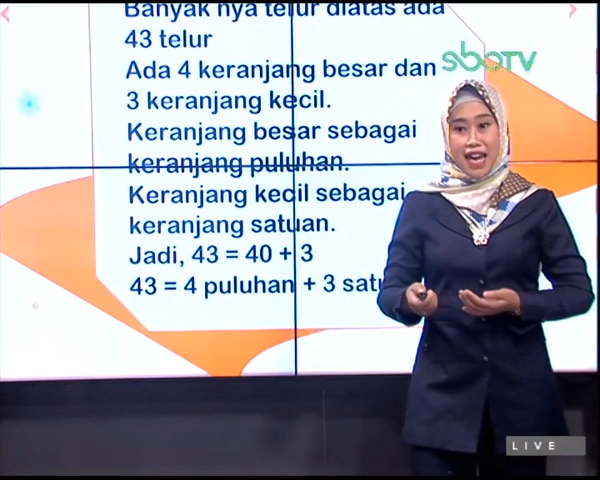 Banyak nya telur diatas ada
43 telur
sboTV
Ada 4 keranjang besar dan
3 keranjang kecil.
Keranjang besar sebagai
keranjang puluhan.
Keranjang kecil sebagai
keranjang satuan.
Jadi, 43 = 40 + 3
43 = 4 puluhan + 3 satu
LIVE